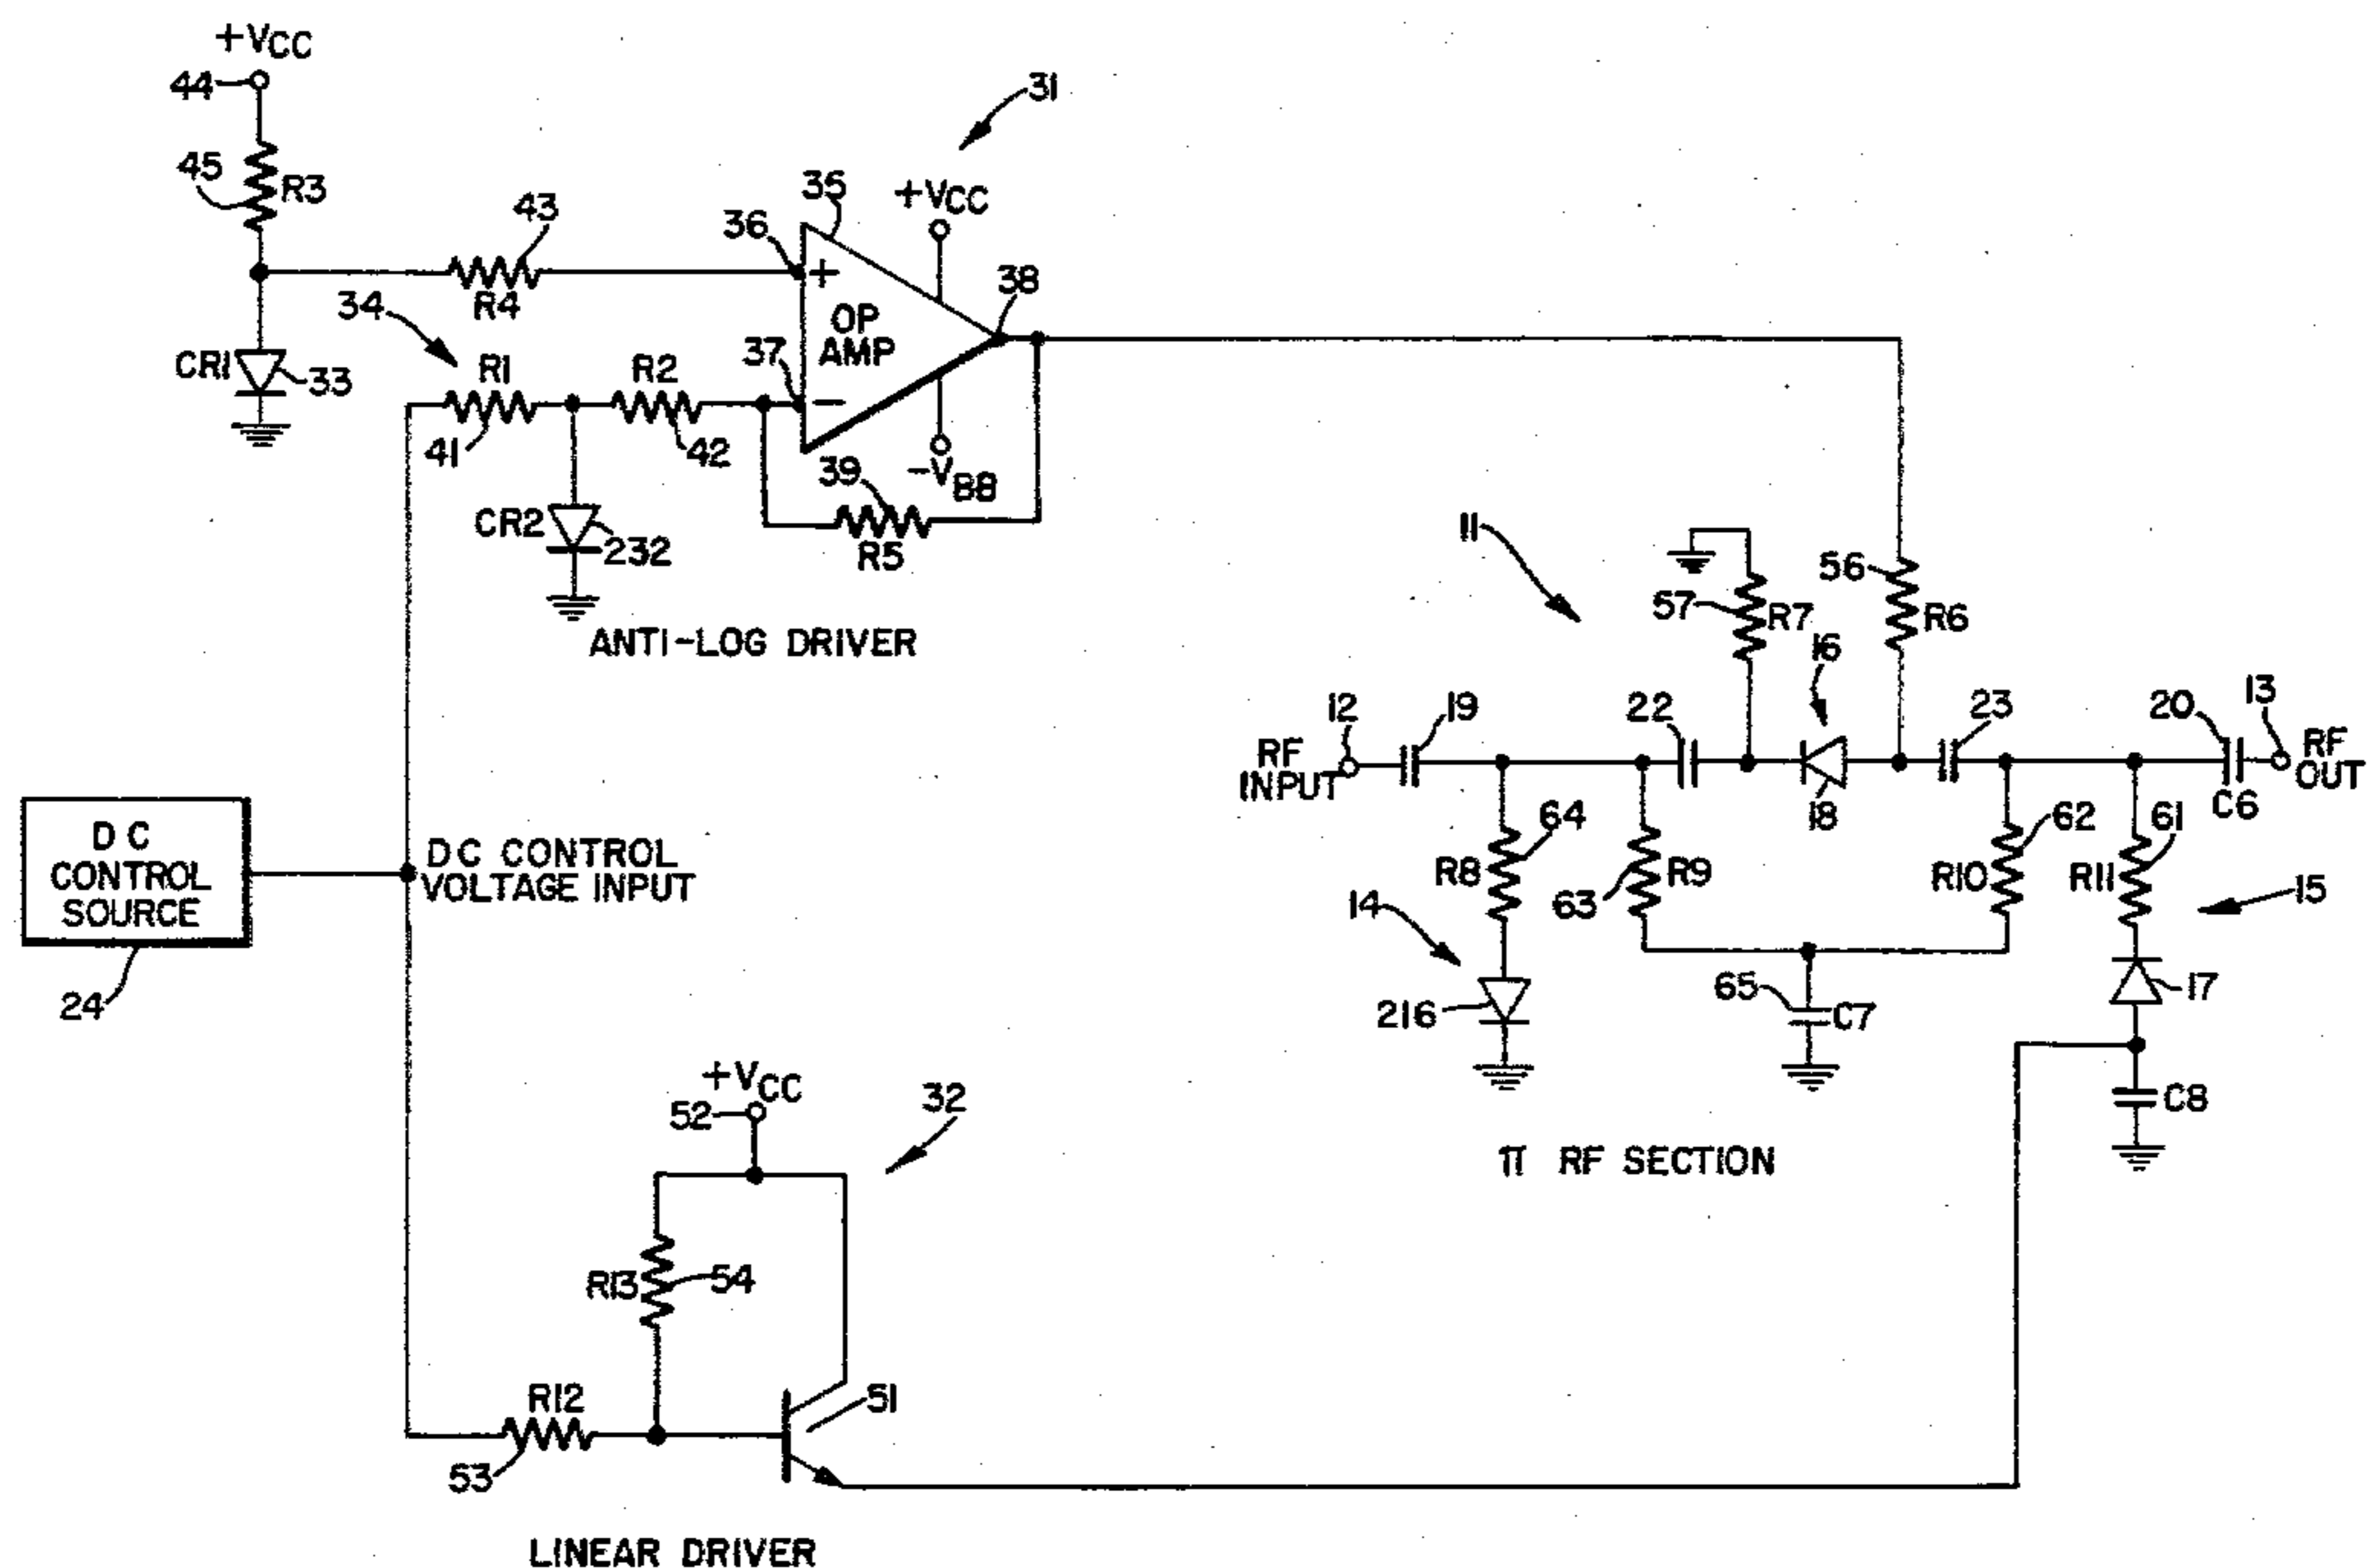 +VCC
44
45
R3
43
R4
34
CR1
33
36
35
31
+VCC
38
+
OP
AMP
37
−
R1
R2
41
42
39
-VBB
R5
CR2
232
ANTI-LOG DRIVER
11
57
R7
56
R6
16
12
19
22
18
23
20
13
RF
INPUT
RF
OUT
C6
R8
64
63
R9
R10
62
R11
61
15
14
216
65
C7
17
C8
π RF SECTION
DC
CONTROL
SOURCE
24
DC CONTROL
VOLTAGE INPUT
+VCC
52
32
R13
54
R12
53
51
LINEAR DRIVER